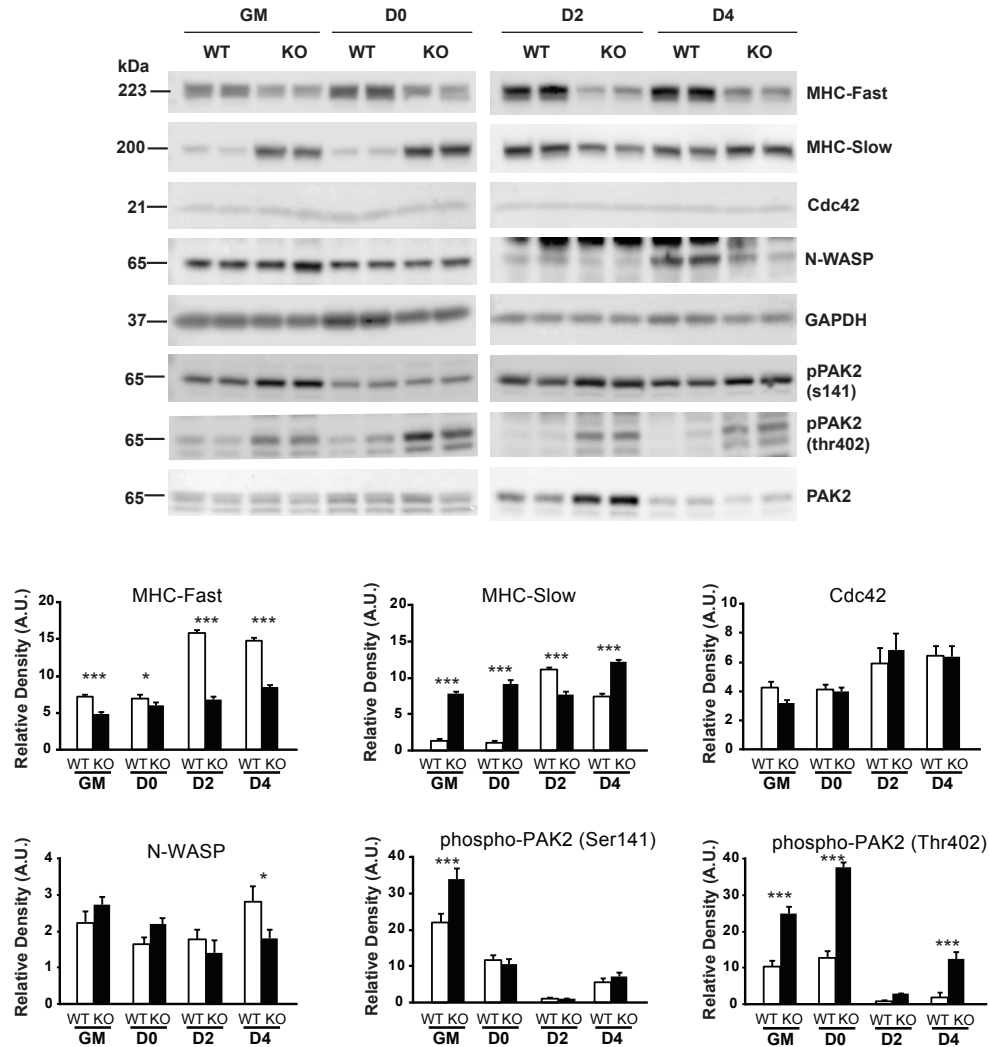 GM D0 D2 D4
WT KO WT KO WT KO WT KO
kDa
223 MHC-Fast
200 MHC-Slow
21 Cdc42
65 N-WASP
37 GAPDH
65 pPAK2
(s141)
65 pPAK2
(thr402)
65 PAK2
MHC-Fast
Relative Density (A.U.)
20
15
10
5
0
*** * *** ***
WT KO WT KO WT KO WT KO
GM D0 D2 D4
MHC-Slow
Relative Density (A.U.)
20
15
10
5
0
*** *** *** ***
WT KO WT KO WT KO WT KO
GM D0 D2 D4
Cdc42
Relative Density (A.U.)
10
8
6
4
2
0
WT KO WT KO WT KO WT KO
GM D0 D2 D4
N-WASP
Relative Density (A.U.)
4
3
2
1
0
*
WT KO WT KO WT KO WT KO
GM D0 D2 D4
phospho-PAK2 (Ser141)
Relative Density (A.U.)
40
30
20
10
0
***
WT KO WT KO WT KO WT KO
GM D0 D2 D4
phospho-PAK2 (Thr402)
Relative Density (A.U.)
40
30
20
10
0
*** *** ***
WT KO WT KO WT KO WT KO
GM D0 D2 D4